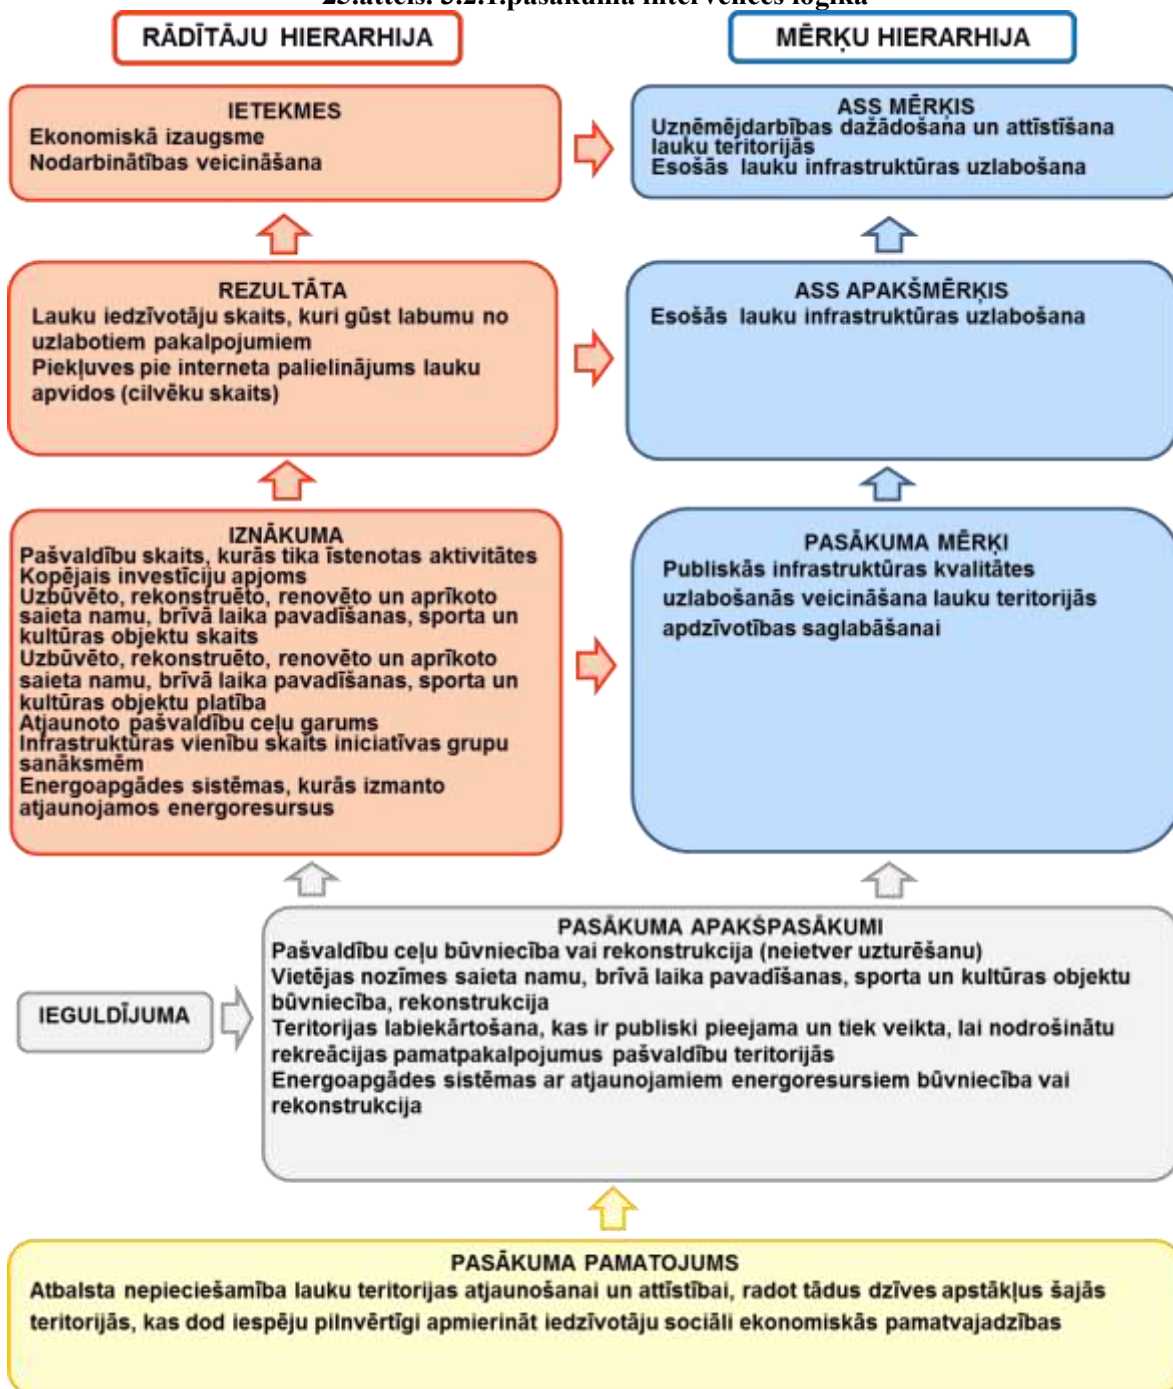 23.attēls. 3.2.1.pasākuma intervences loģika
RĀDĪTĀJU HIERARHIJA
MĒRĶU HIERARHIJA
IETEKMES
Ekonomiskā izaugsme
Nodarbinātības veicināšana
ASS MĒRĶIS
Uzņēmējdarbības dažādošana un attīstīšana
lauku teritorijās
Esošās lauku infrastruktūras uzlabošana
REZULTĀTA
Lauku iedzīvotāju skaits, kuri gūst labumu no
uzlabotiem pakalpojumiem
Piekļuves pie interneta palielinājums lauku
apvidos (cilvēku skaits)
ASS APAKŠMĒRĶIS
Esošās lauku infrastruktūras uzlabošana
IZNĀKUMA
Pašvaldību skaits, kurās tika īstenotas aktivitātes
Kopējais investīciju apjoms
Uzbūvēto, rekonstruēto, renovēto un aprīkoto
saieta namu, brīvā laika pavadīšanas, sporta un
kultūras objektu skaits
Uzbūvēto, rekonstruēto, renovēto un aprīkoto
saieta namu, brīvā laika pavadīšanas, sporta un
kultūras objektu platība
Atjaunoto pašvaldību ceļu garums
Infrastruktūras vienību skaits iniciatīvas grupu
sanāksmēm
Energoapgādes sistēmas, kurās izmanto
atjaunojamos energoresursus
PASĀKUMA MĒRĶI
Publiskās infrastruktūras kvalitātes
uzlabošanās veicināšana lauku teritorijās
apdzīvotības saglabāšanai
IEGULDĪJUMA
PASĀKUMA APAKŠPASĀKUMI
Pašvaldību ceļu būvniecība vai rekonstrukcija (neietver uzturēšanu)
Vietējas nozīmes saieta namu, brīvā laika pavadīšanas, sporta un kultūras objektu
būvniecība, rekonstrukcija
Teritorijas labiekārtošana, kas ir publiski pieejama un tiek veikta, lai nodrošinātu
rekreācijas pamatpakalpojumus pašvaldību teritorijās
Energoapgādes sistēmas ar atjaunojamiem energoresursiem būvniecība vai
rekonstrukcija
PASĀKUMA PAMATOJUMS
Atbalsta nepieciešamība lauku teritorijas atjaunošanai un attīstībai, radot tādus dzīves apstākļus šajās
teritorijās, kas dod iespēju pilnvērtīgi apmierināt iedzīvotāju sociāli ekonomiskās pamatvajadzības